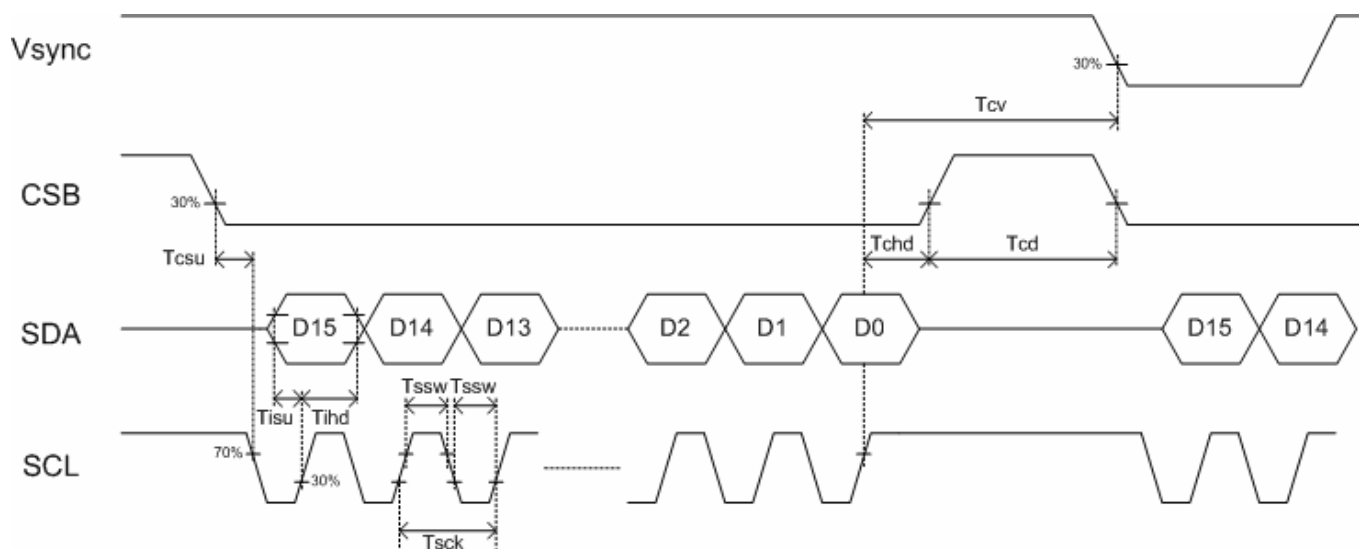 Vsync
30%
Tcv
CSB
30%
Tcsu
Tchd
Tcd
SDA
D15
D14
D13
D2
D1
D0
D15
D14
Tisu
Tihd
Tssw
Tssw
SCL
70%
30%
Tsck